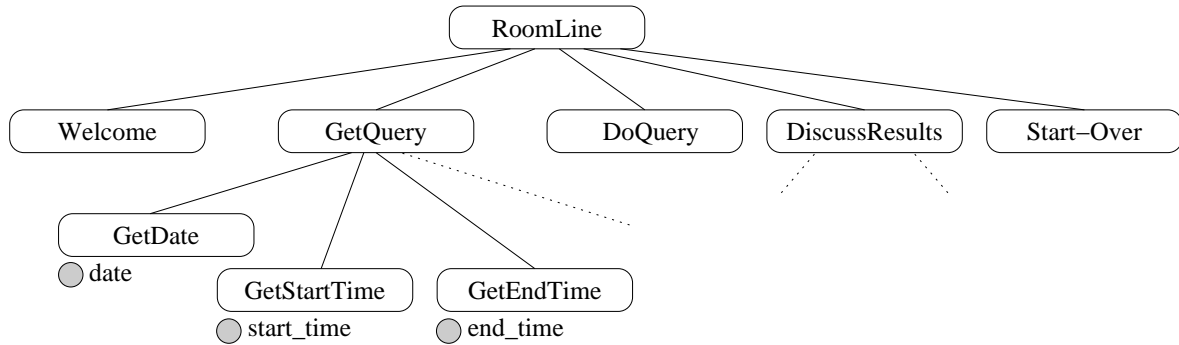 RoomLine
Welcome
GetQuery
DoQuery
DiscussResults
Start−Over
GetDate
date
GetStartTime
GetEndTime
start_time
end_time